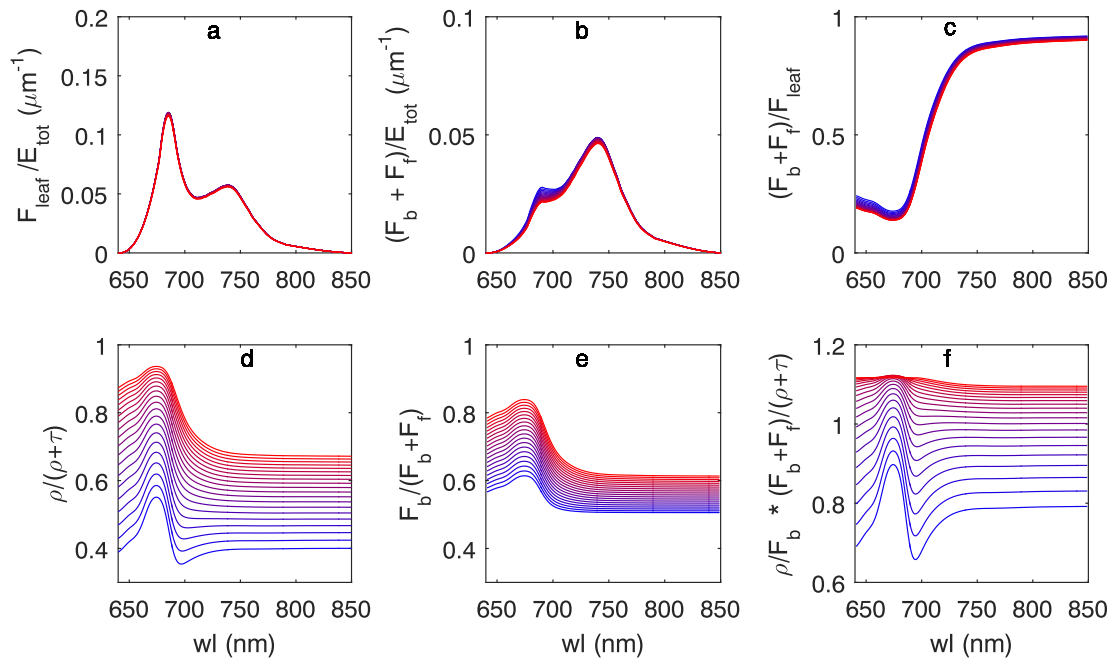 a
0.2
0.15
0.1
0.05
0
650 700 750 800 850
F_leaf /E_tot (μm⁻¹)
b
0.1
0.05
0
650 700 750 800 850
(F_b + F_f)/E_tot (μm⁻¹)
c
1
0.5
0
650 700 750 800 850
(F_b+F_f)/F_leaf
d
1
0.8
0.6
0.4
650 700 750 800 850
ρ/(ρ+τ)
wl (nm)
e
1
0.8
0.6
0.4
650 700 750 800 850
F_b/(F_b+F_f)
wl (nm)
f
1.2
1
0.8
0.6
650 700 750 800 850
ρ/F_b * (F_b+F_f)/(ρ+τ)
wl (nm)